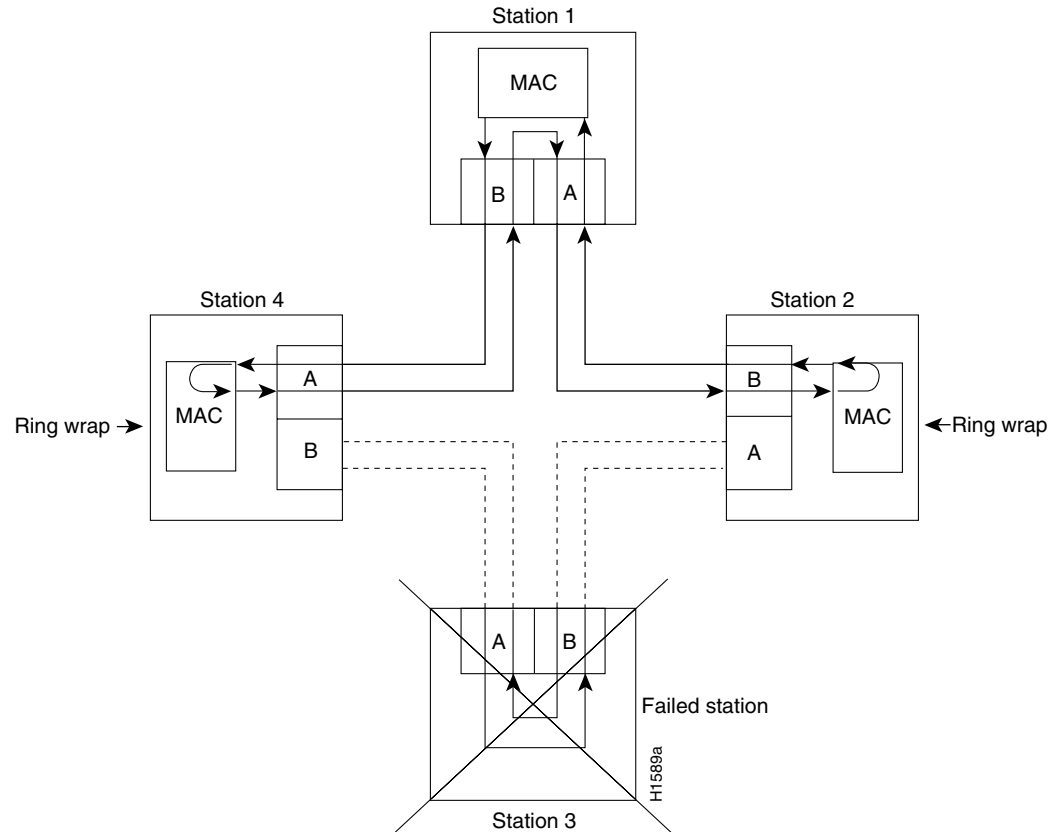 Station 1
MAC
B
A
Station 4
Station 2
A
B
MAC
MAC
Ring wrap
Ring wrap
B
A
A
B
Failed station
H1589a
Station 3